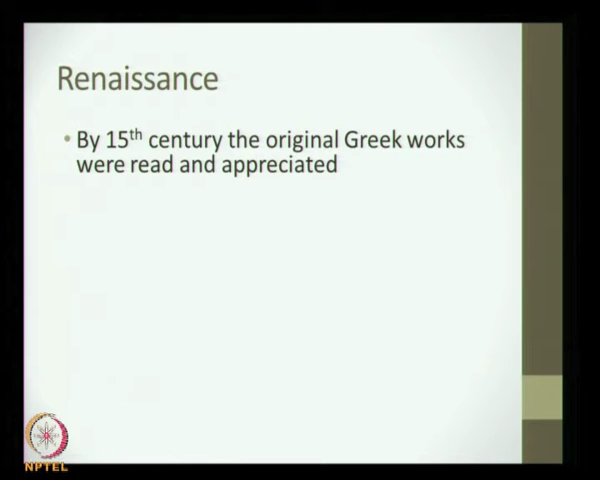 Renaissance
• By 15th century the original Greek works
were read and appreciated
NPTEL